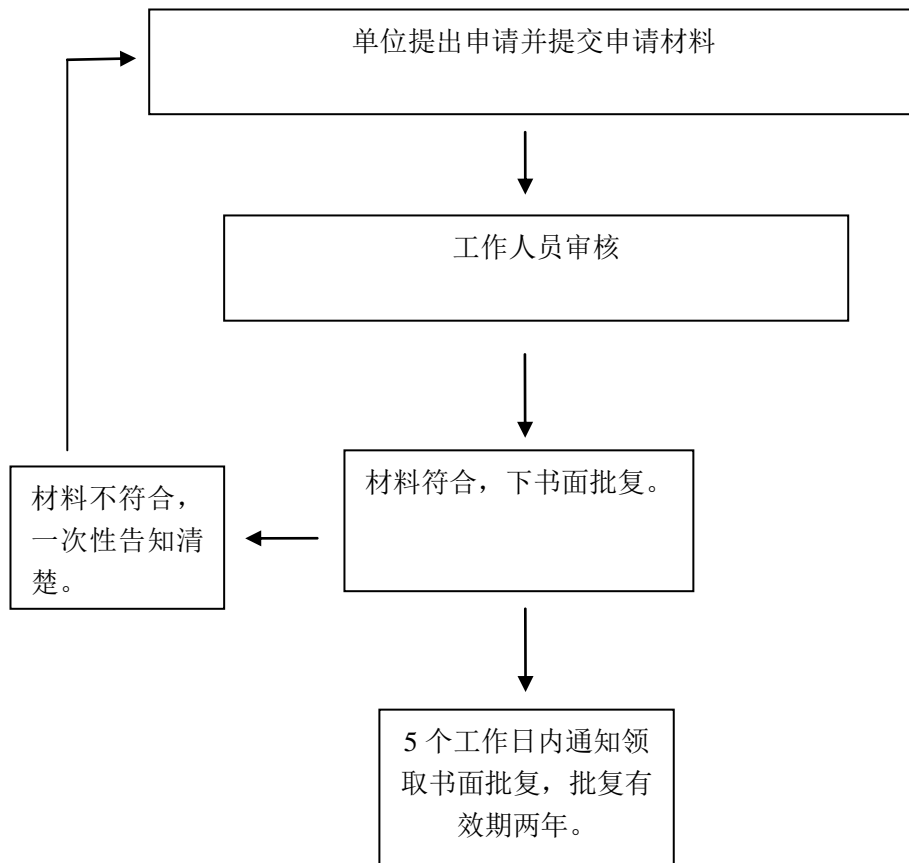 单位提出申请并提交申请材料
工作人员审核
材料符合，下书面批复。
材料不符合，
一次性告知清
楚。
5 个工作日内通知领
取书面批复，批复有
效期两年。